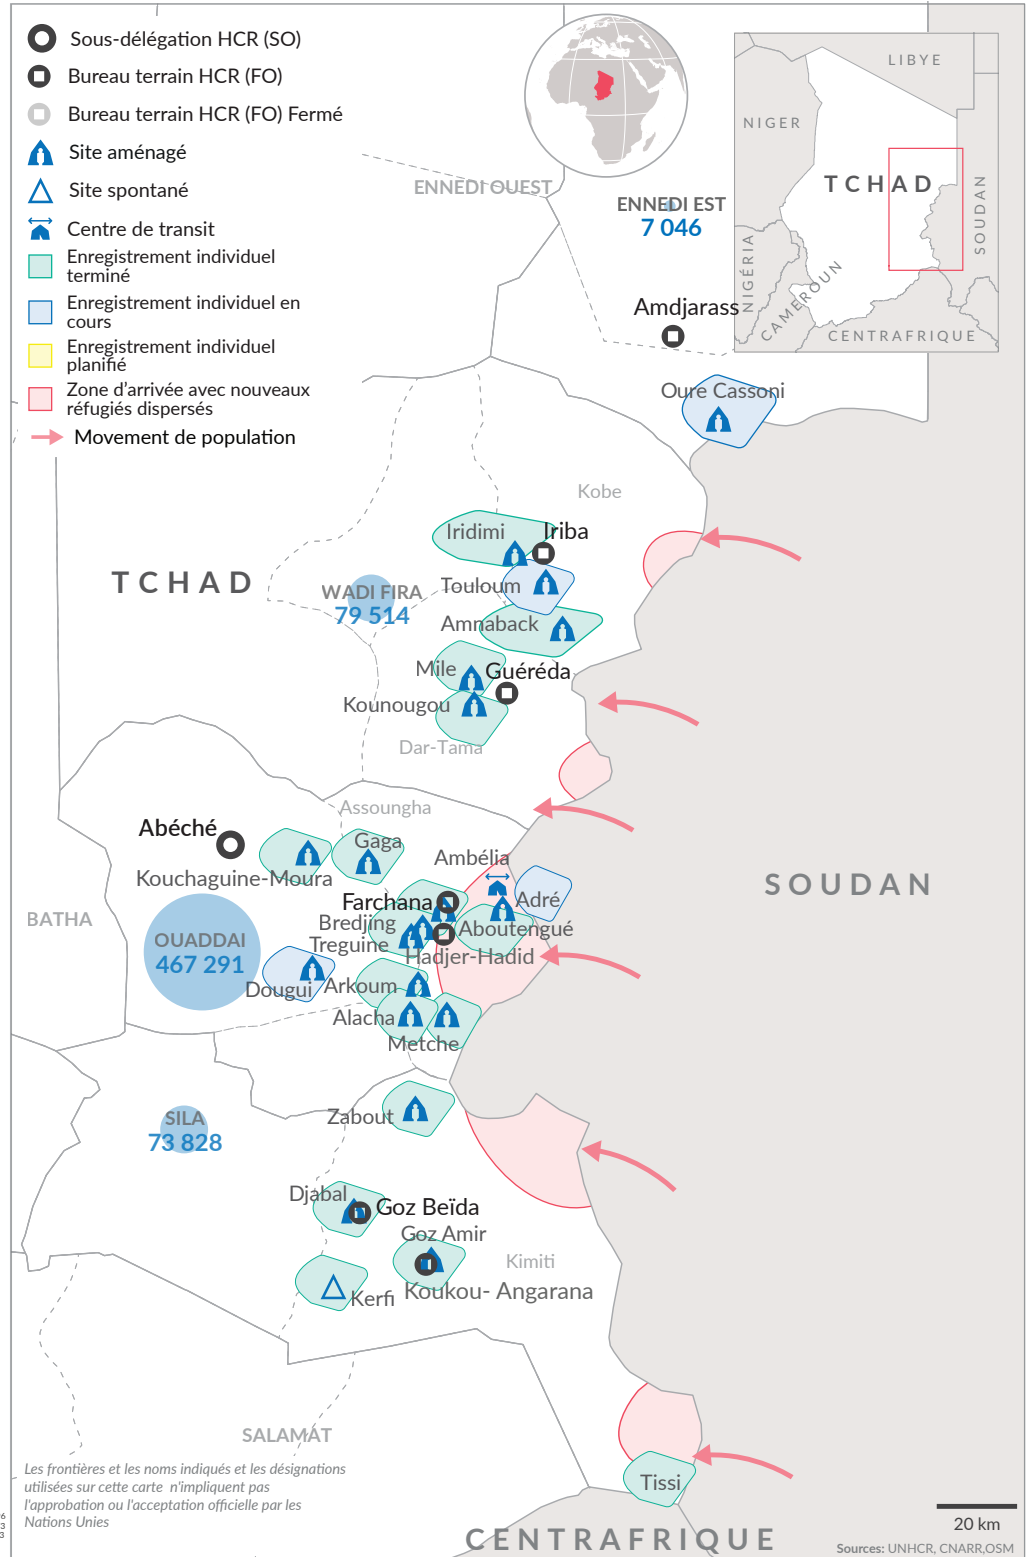 Sous-délégation HCR (SO)
Bureau terrain HCR (FO)
Bureau terrain HCR (FO) Fermé
Site aménagé
Site spontané
Centre de transit
Enregistrement individuel
terminé
Enregistrement individuel en
cours
Enregistrement individuel
planifié
Zone d'arrivée avec nouveaux
réfugiés dispersés
Movement de population
LIBYE
NIGER
TCHAD
SOUDAN
NIGÉRIA
CAMEROUN
CENTRAFRIQUE
ENNEDI OUEST
ENNEDI EST
7 046
Amdjarass
Oure Cassoni
Kobe
Iridimi
Iriba
TCHAD
WADI FIRA
79 514
Touloum
Amnaback
Mile
Guéréda
Kounougou
Dar-Tama
Assoungha
Abéché
Gaga
Ambélia
Kouchaguine-Moura
SOUDAN
Farchana
Adré
BATHA
Bredjing
Aboutengué
OUADDAI
467 291
Treguine
Hadjer-Hadid
Dougui
Arkoum
Alacha
Metche
SILA
73 828
Zabout
Djabal
Goz Beïda
Goz Amir
Kimiti
Kerfi
Koukou- Angarana
SALAMAT
Tissi
Les frontières et les noms indiqués et les désignations
utilisées sur cette carte n'impliquent pas
l'approbation ou l'acceptation officielle par les
Nations Unies
6
3
3
CENTRAFRIQUE
20 km
Sources: UNHCR, CNARR,OSM